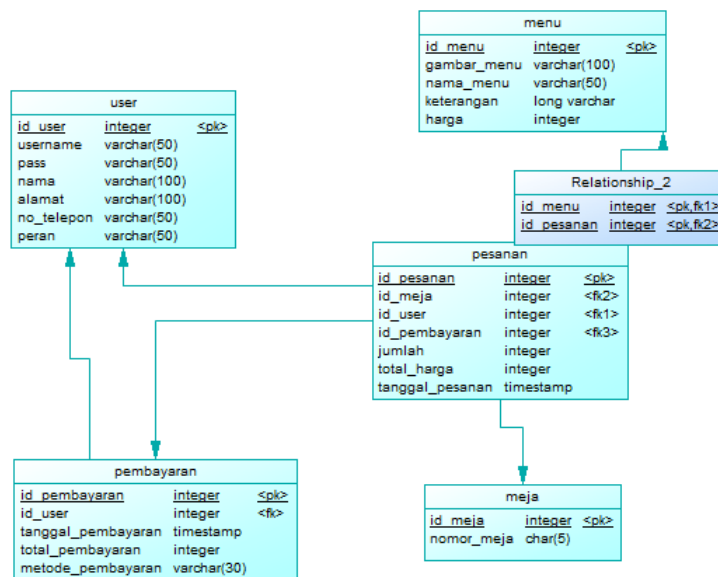 menu
id_menu integer <pk>
gambar_menu varchar(100)
nama_menu varchar(50)
keterangan long varchar
harga integer
user
id_user integer <pk>
username varchar(50)
pass varchar(50)
nama varchar(100)
alamat varchar(100)
no_telepon varchar(50)
peran varchar(50)
Relationship_2
id_menu integer <pk,fk1>
id_pesanan integer <pk,fk2>
pesanan
id_pesanan integer <pk>
id_meja integer <fk2>
id_user integer <fk1>
id_pembayaran integer <fk3>
jumlah integer
total_harga integer
tanggal_pesanan timestamp
pembayaran
id_pembayaran integer <pk>
id_user integer <fk>
tanggal_pembayaran timestamp
total_pembayaran integer
metode_pembayaran varchar(30)
meja
id_meja integer <pk>
nomor_meja char(5)